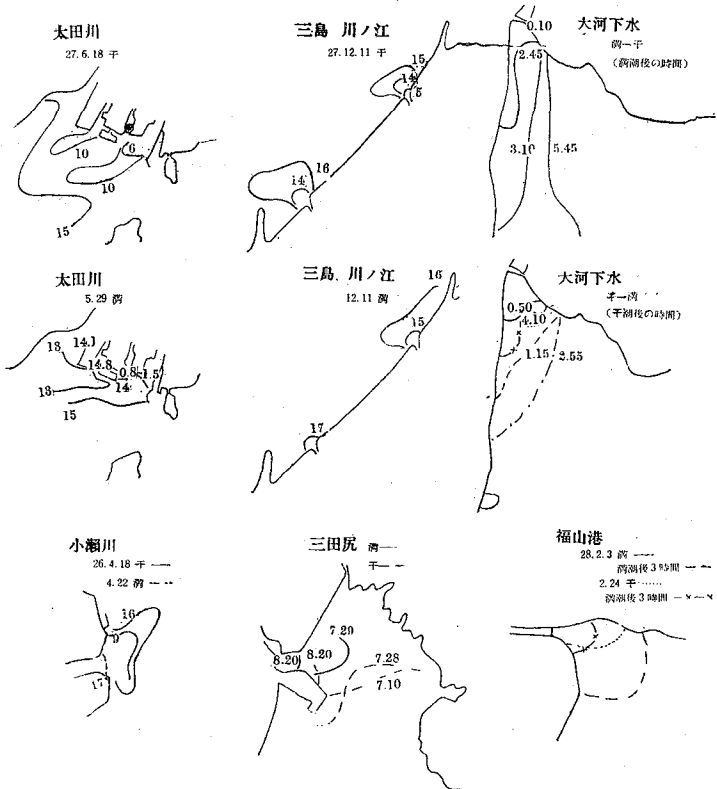 太田川
27.6.18 干
10
6
10
15
三島 川ノ江
27.12.11 干
15
14
5
16
14
大河下水
満一干
(満潮後の時間)
0.10
2.45
3.10
5.45
太田川
5.29 満
13
14.1
14.8
0.8
1.5
14
13
15
三島、川ノ江
12.11 満
16
15
17
大河下水
干一満
(干潮後の時間)
0.50
4.10
1.15
2.55
小瀬川
26.4.18 干
4.22 満
16
9
17
三田尻
満
干
7.29
8.20
8.20
7.28
7.10
福山港
28.2.3 満
満潮後3時間
2.24 干
満潮後3時間